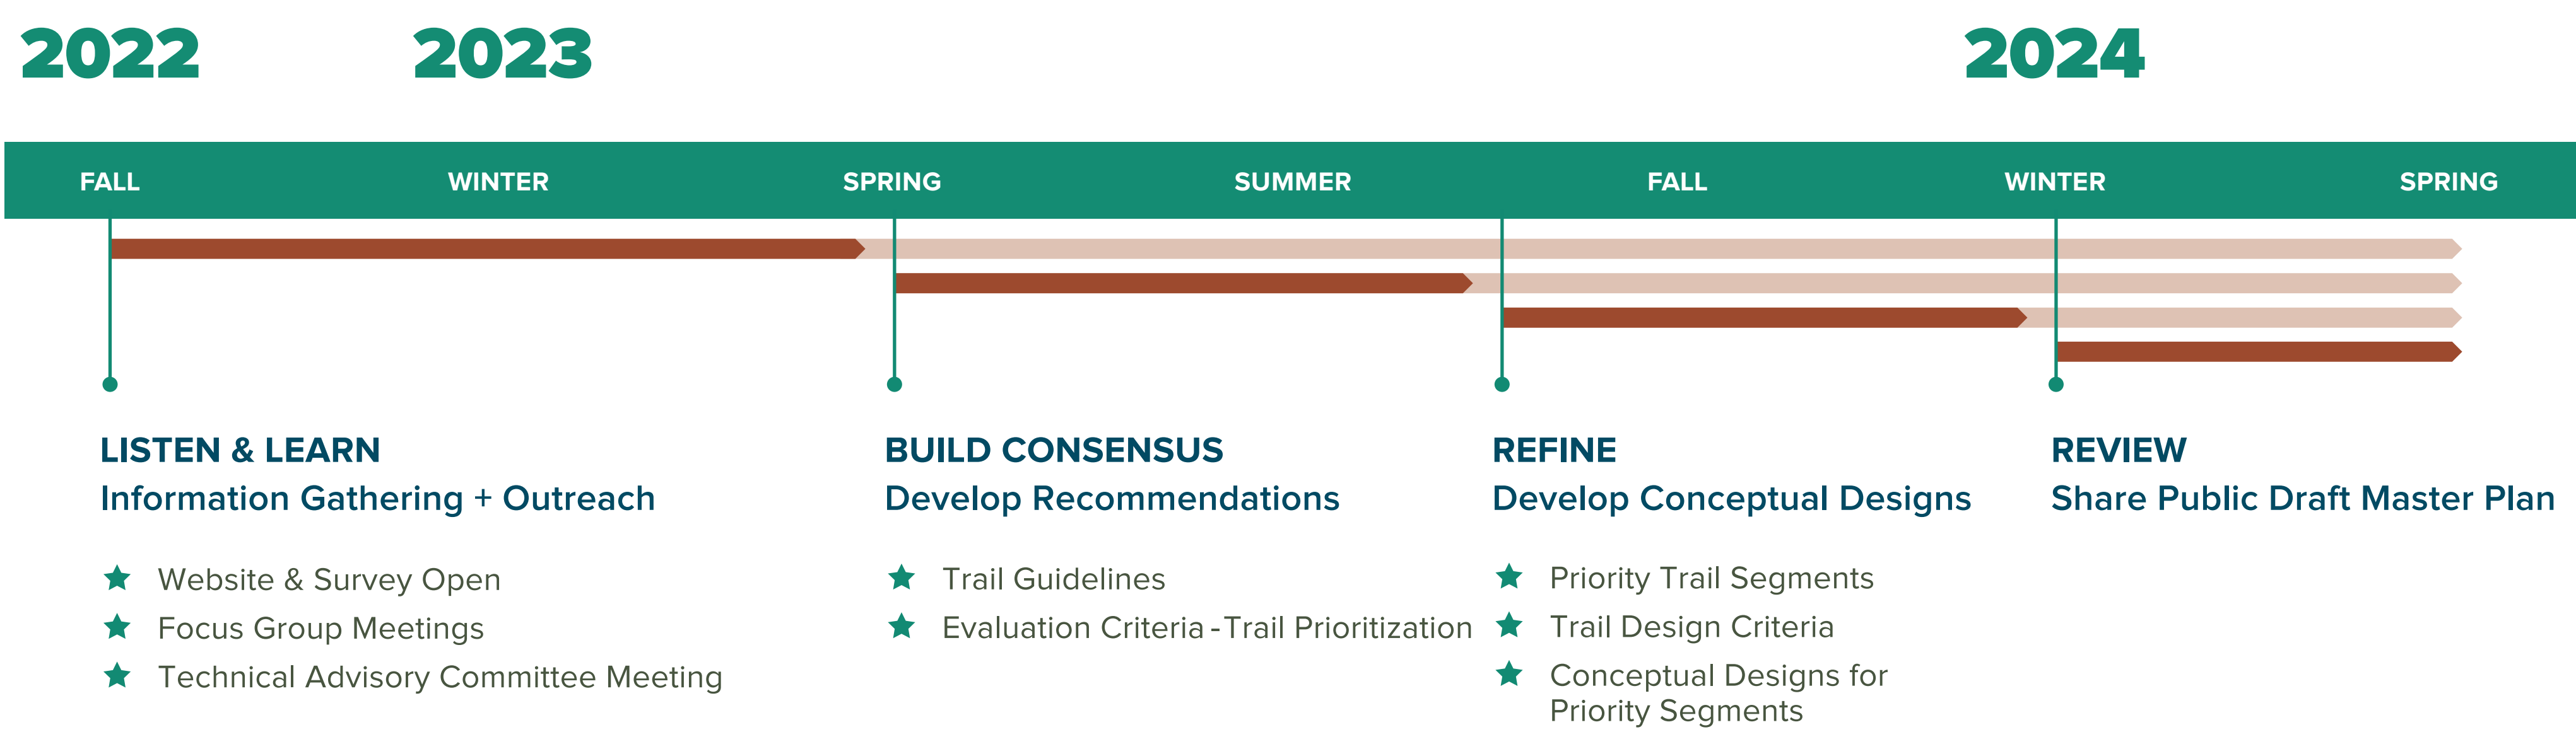 2022 2023 2024
FALL WINTER SPRING SUMMER FALL WINTER SPRING
LISTEN & LEARN
Information Gathering + Outreach
Website & Survey Open
Focus Group Meetings
Technical Advisory Committee Meeting
BUILD CONSENSUS
Develop Recommendations
Trail Guidelines
Evaluation Criteria - Trail Prioritization
REFINE
Develop Conceptual Designs
Priority Trail Segments
Trail Design Criteria
Conceptual Designs for
Priority Segments
REVIEW
Share Public Draft Master Plan